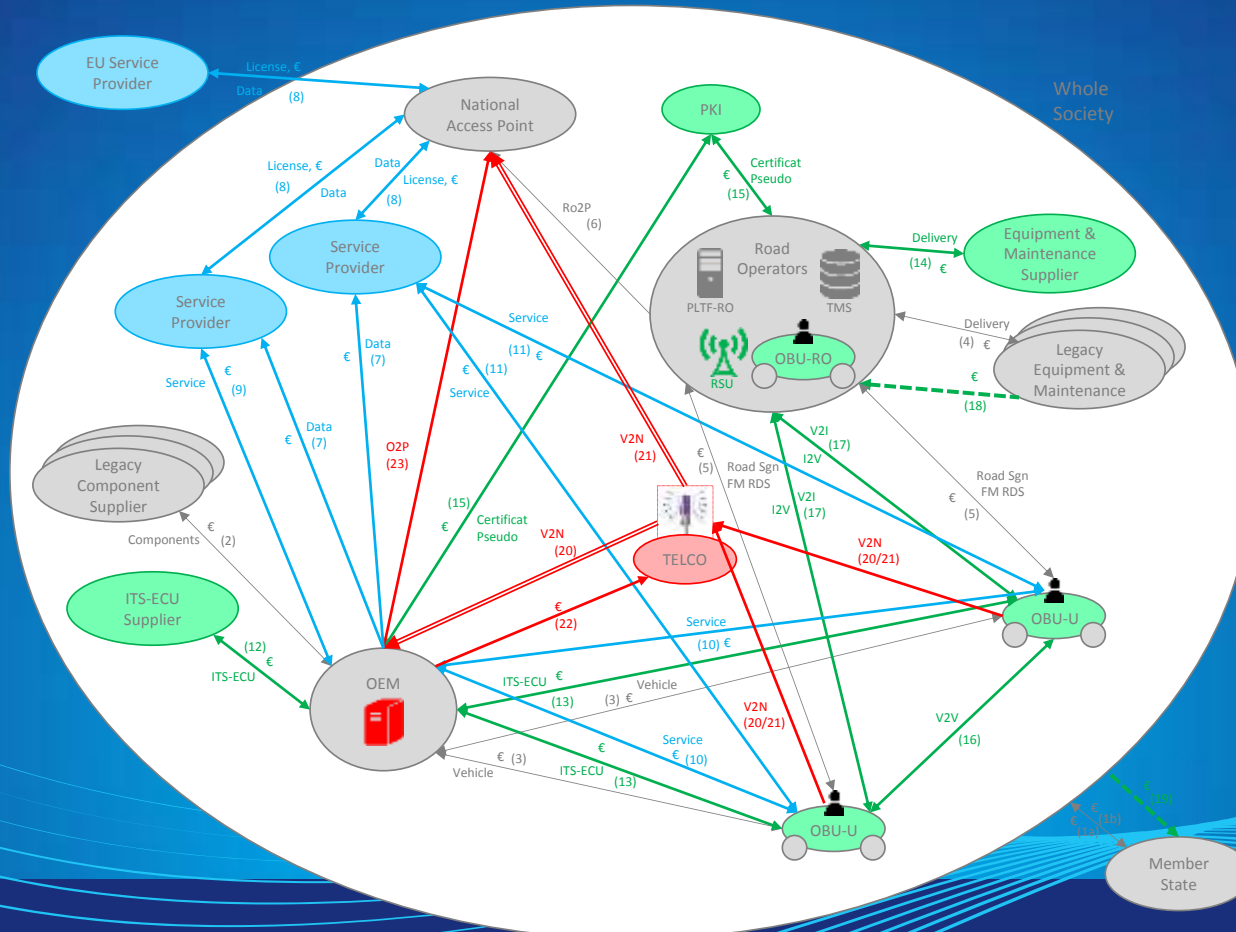 EU Service
Provider
License, €
Data
(8)
National
Access Point
PKI
Whole
Society
License, €
(8)
Data
Data
License, €
(8)
Certificat
€
Pseudo
(15)
Ro2P
(6)
Service
Provider
Service
Provider
Road
Operators
PLTF-RO
TMS
RSU
OBU-RO
Delivery
(14) €
Equipment &
Maintenance
Supplier
Delivery
(4) €
Legacy
Equipment &
Maintenance
€
(18)
€
(9)
Service
€
Data
(7)
€
Data
(7)
Service
(11) €
€ (11)
Service
O2P
(23)
V2N
(21)
€
(5)
Road Sgn
FM RDS
V2I
(17)
I2V
V2I
I2V
(17)
Road Sgn
FM RDS
€
(5)
Legacy
Component
Supplier
€
(2)
Components
(15)
€
Certificat
Pseudo
V2N
(20)
TELCO
€
(22)
V2N
(20/21)
ITS-ECU
Supplier
(12)
€
ITS-ECU
OEM
Service
(10) €
ITS-ECU €
(13)
Vehicle
(3) €
OBU-U
V2N
(20/21)
V2V
(16)
Service
€ (10)
€
ITS-ECU
(13)
€ (3)
Vehicle
OBU-U
€
(19)
€
(1b)
€
(1a)
Member
State